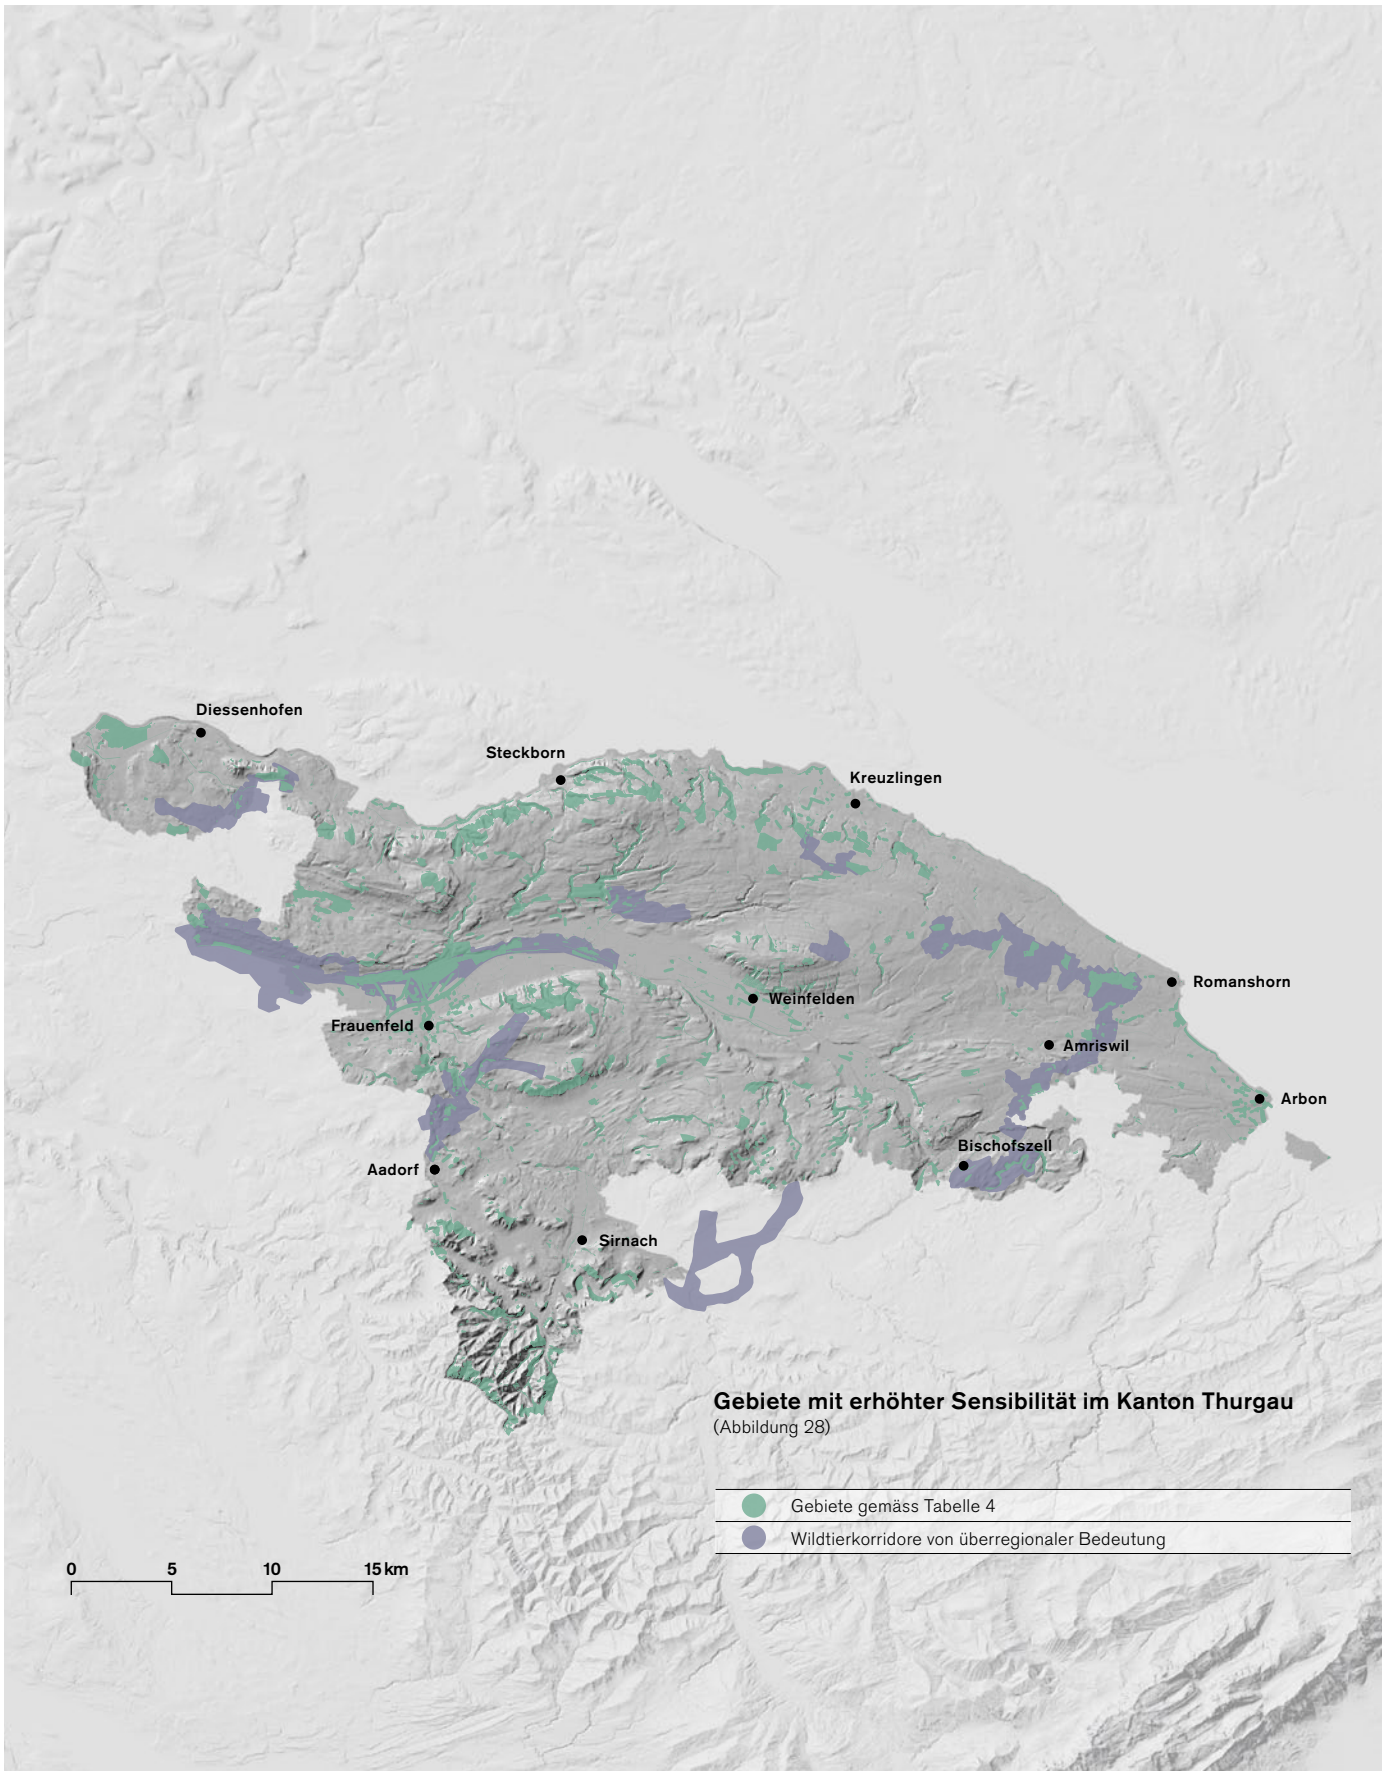 Diessenhofen
Steckborn
Kreuzlingen
Romanshorn
Weinfelden
Frauenfeld
Amriswil
Arbon
Bischofszell
Aadorf
Sirnach
Gebiete mit erhöhter Sensibilität im Kanton Thurgau
(Abbildung 28)
Gebiete gemäss Tabelle 4
Wildtierkorridore von überregionaler Bedeutung
0 5 10 15 km